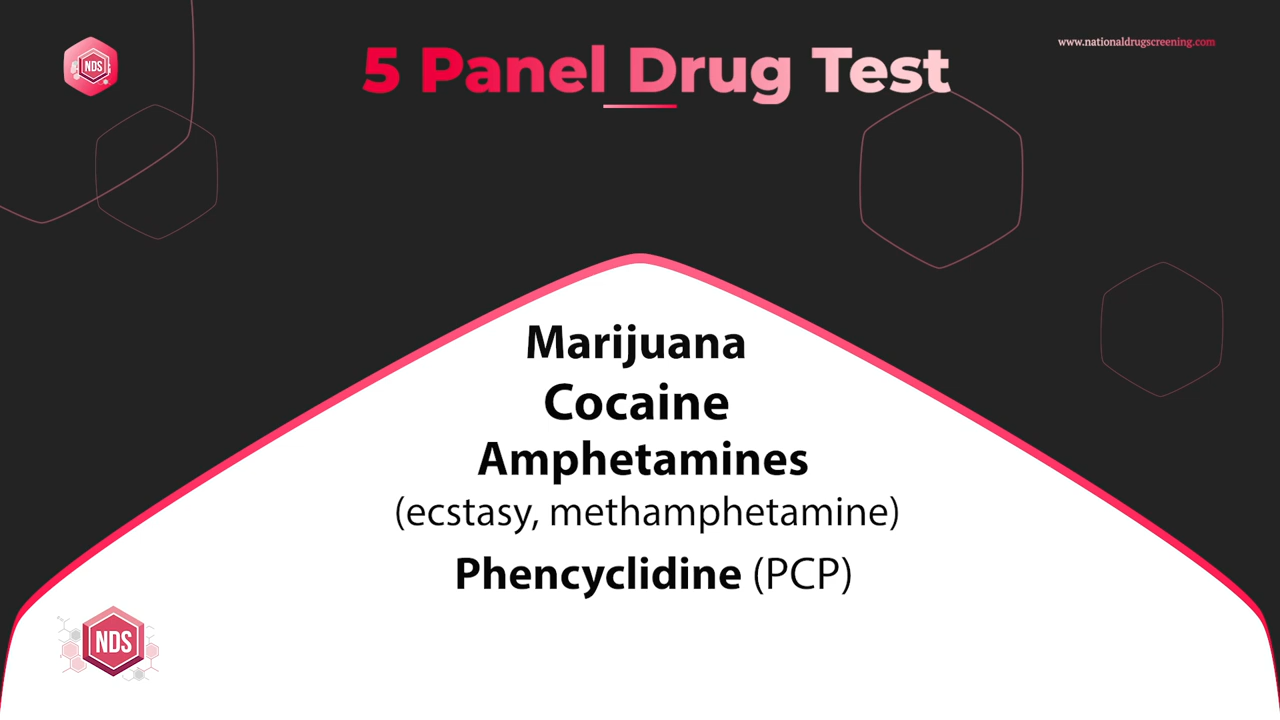 NDS
5 Panel Drug Test
www.nationaldrugscreening.com
Marijuana
Cocaine
Amphetamines
(ecstasy, methamphetamine)
Phencyclidine (PCP)
NDS